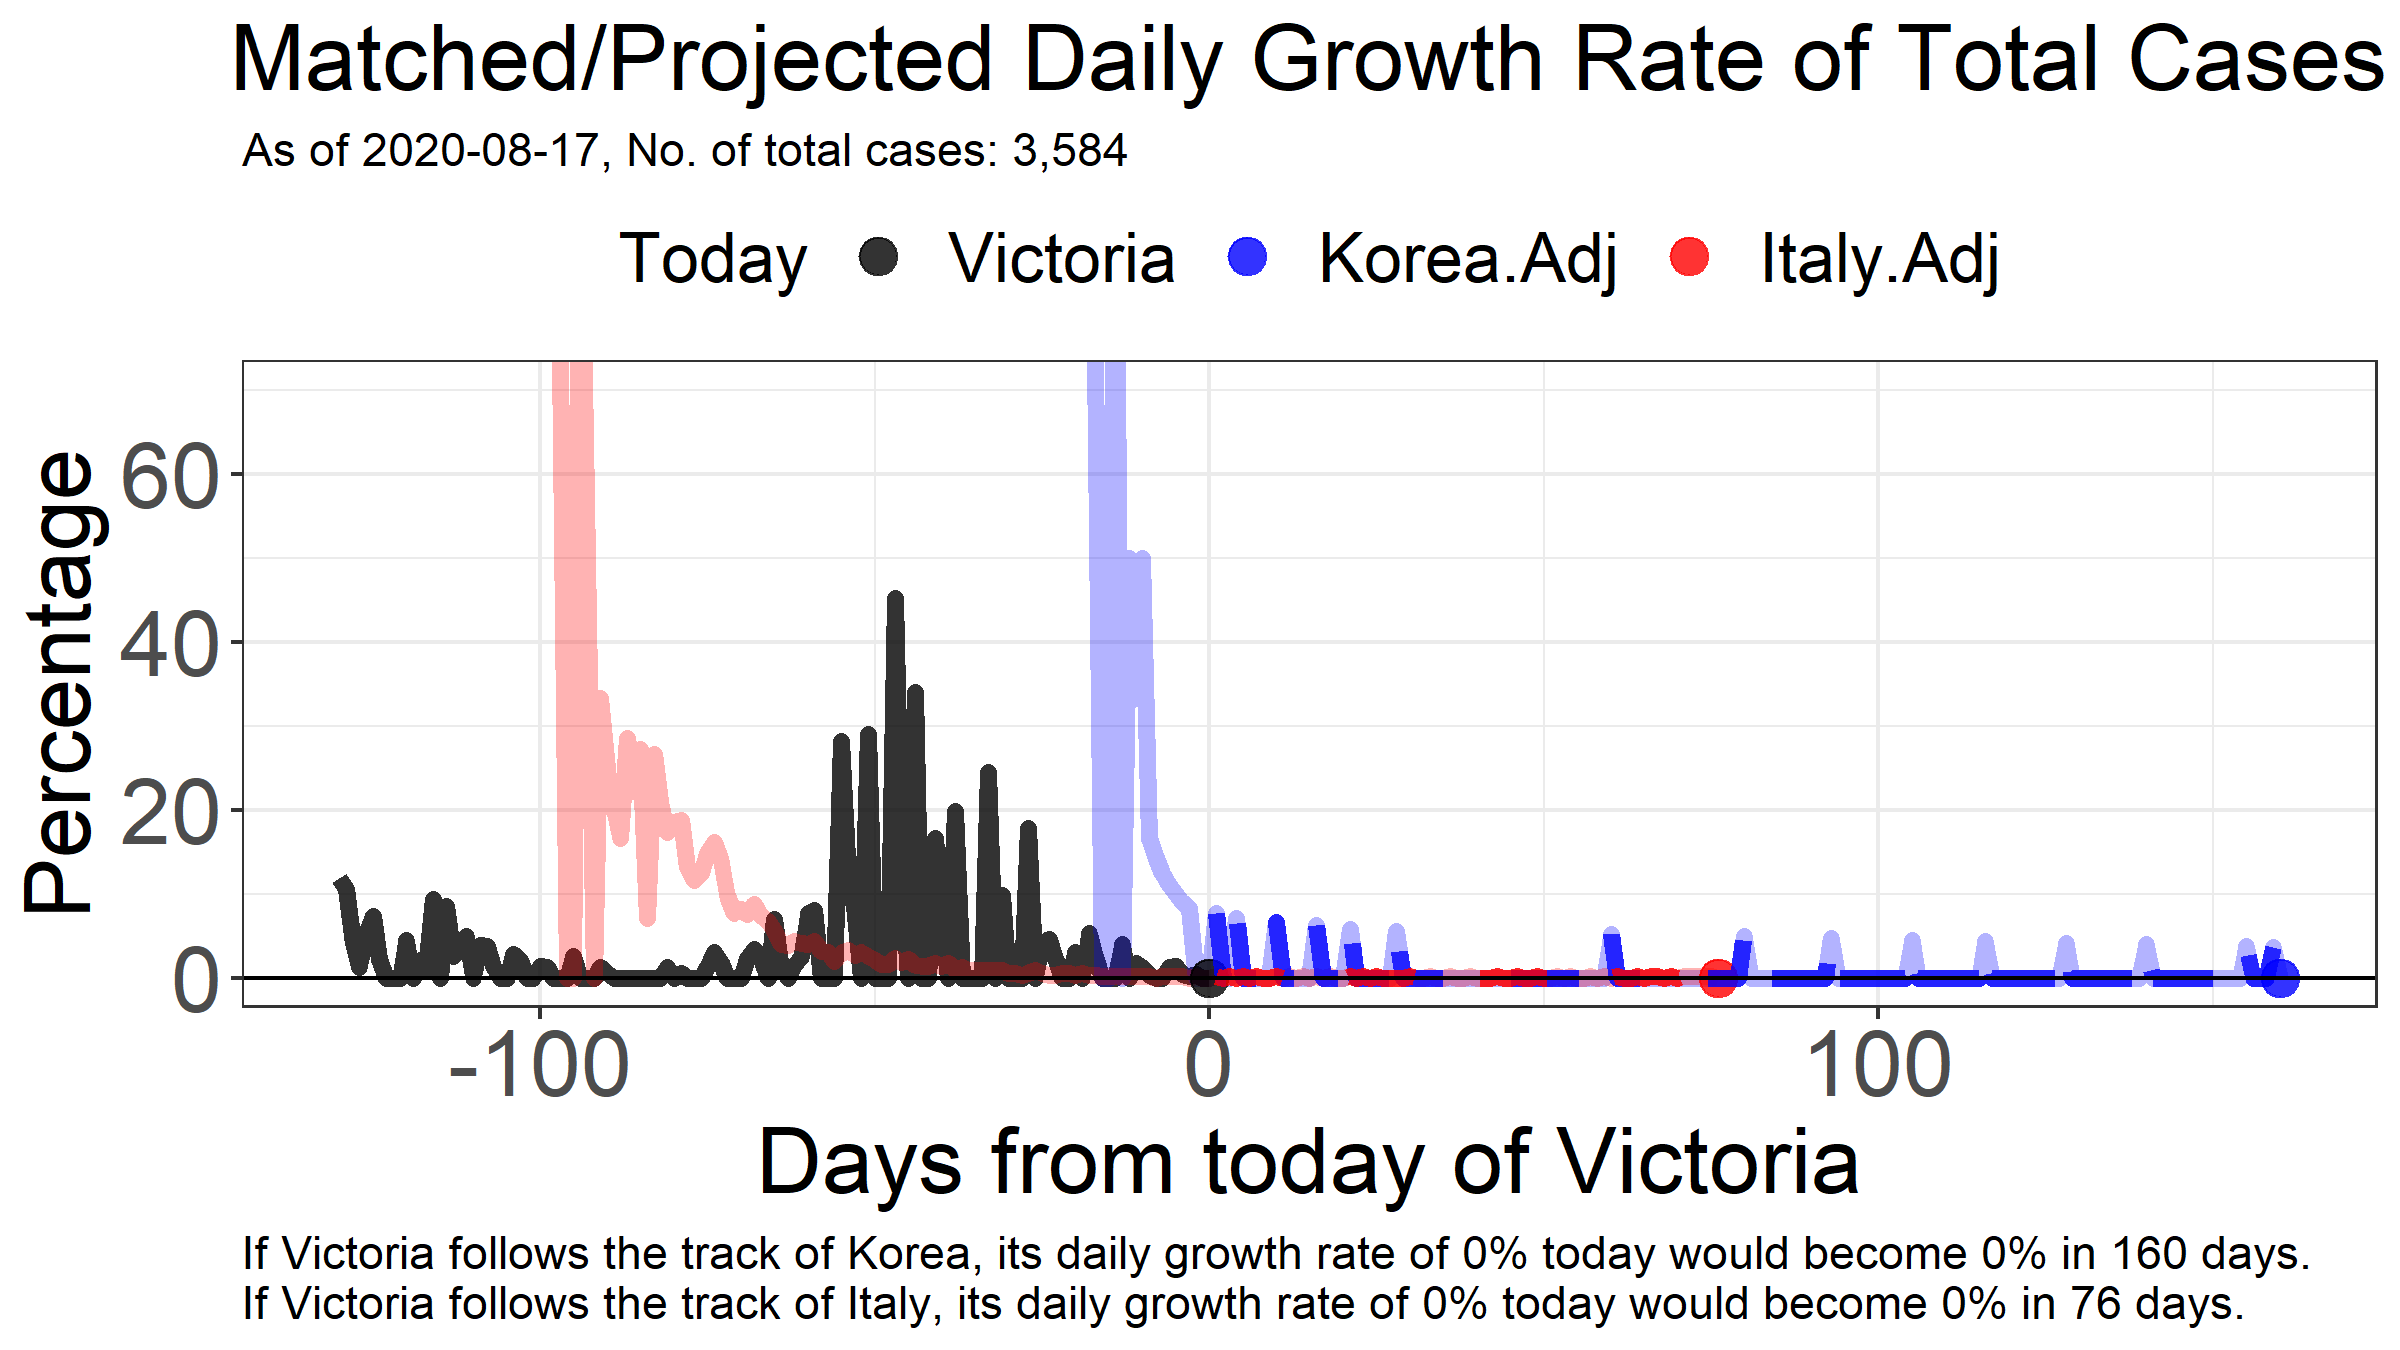 Matched/Projected Daily Growth Rate of Total Cases
As of 2020-08-17, No. of total cases: 3,584
Today Victoria Korea.Adj Italy.Adj
Percentage
60
40
20
0
-100 0 100
Days from today of Victoria
If Victoria follows the track of Korea, its daily growth rate of 0% today would become 0% in 160 days.
If Victoria follows the track of Italy, its daily growth rate of 0% today would become 0% in 76 days.